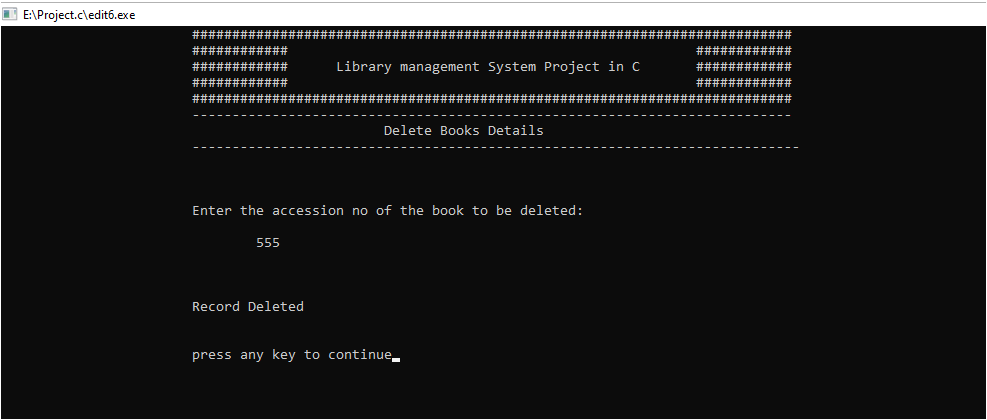 E:\Project.c\edit6.exe
###########################################################################
############ ############
############ Library management System Project in C ############
############ ############
###########################################################################
---------------------------------------------------------------------------
Delete Books Details
----------------------------------------------------------------------------
Enter the accession no of the book to be deleted:
555
Record Deleted
press any key to continue